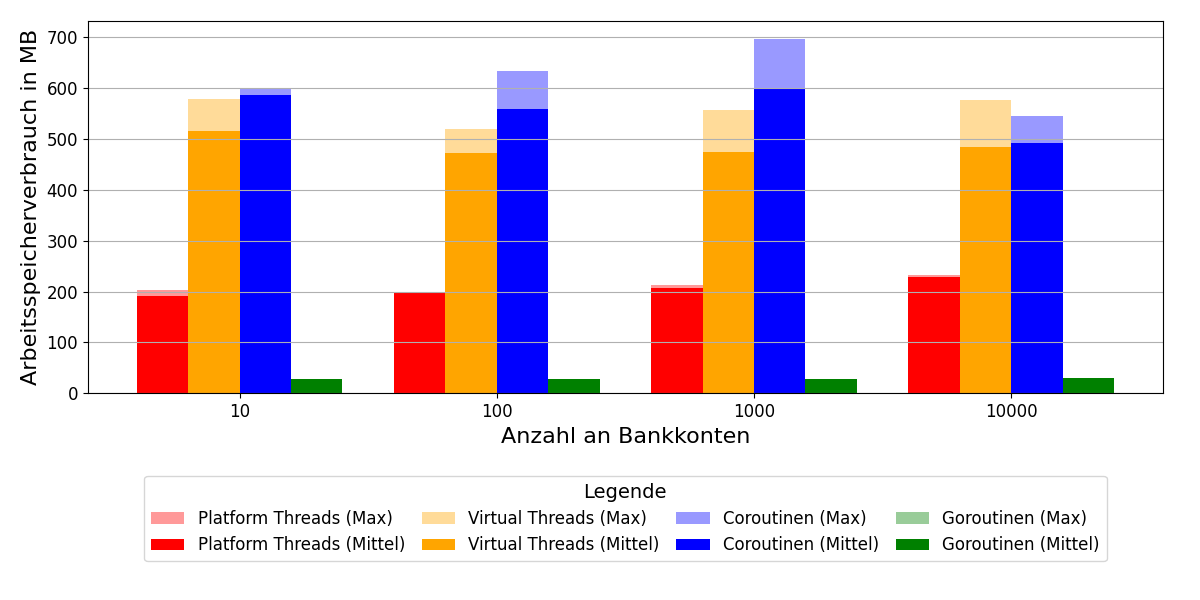 Arbeitsspeicherverbrauch in MB
700
600
500
400
300
200
100
0
10 100 1000 10000
Anzahl an Bankkonten
Legende
Platform Threads (Max) Virtual Threads (Max) Coroutinen (Max) Goroutinen (Max)
Platform Threads (Mittel) Virtual Threads (Mittel) Coroutinen (Mittel) Goroutinen (Mittel)